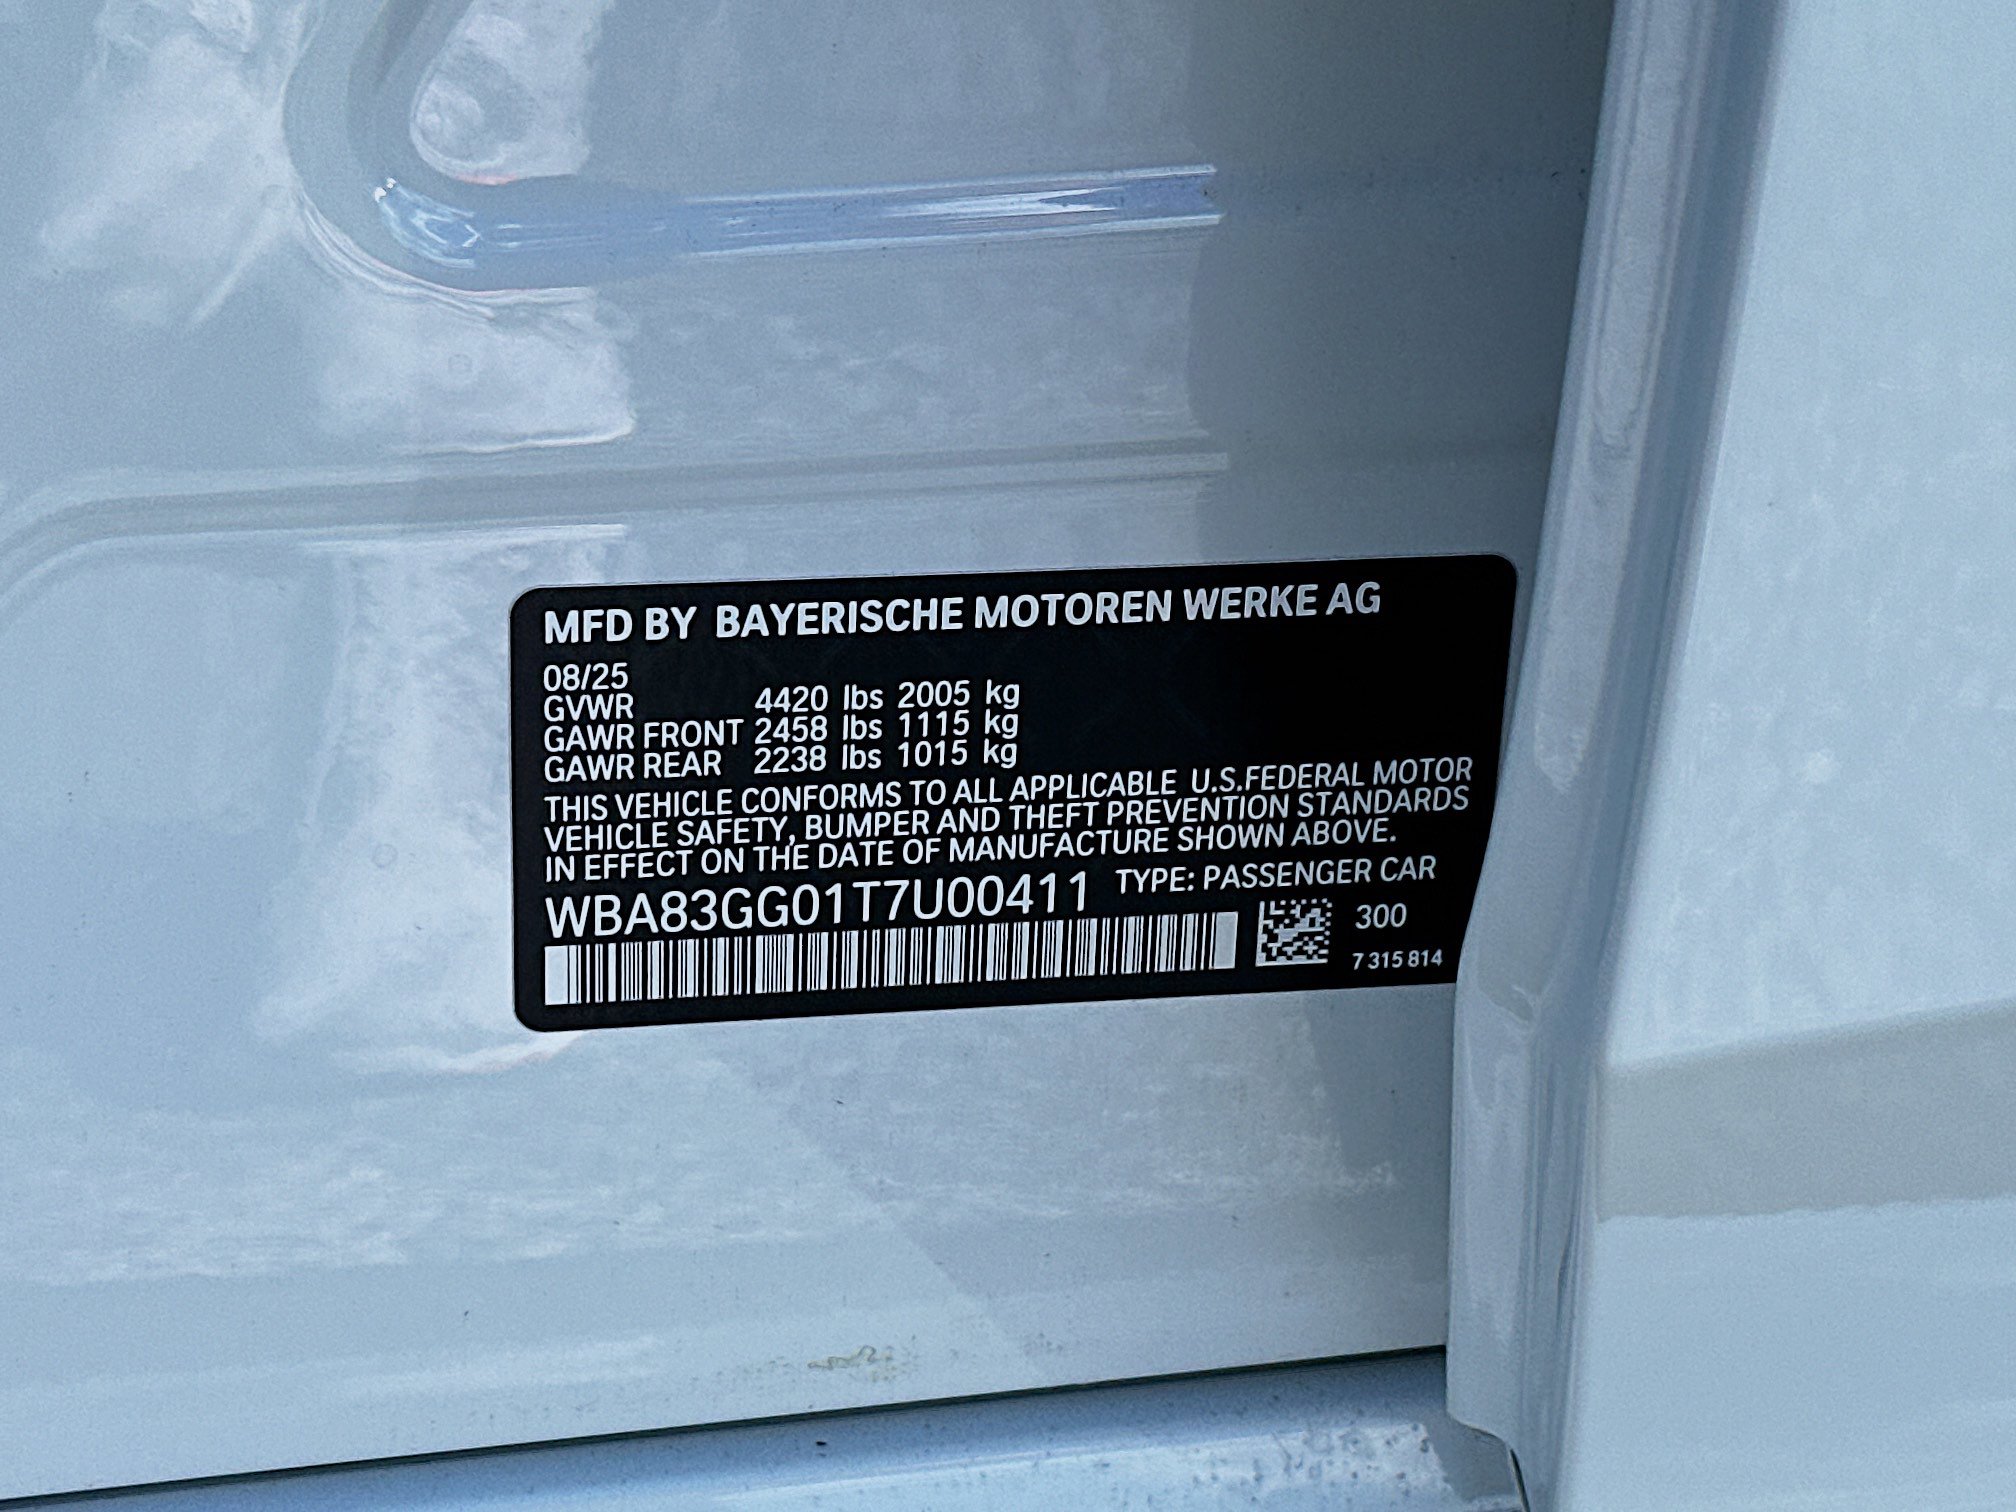 MFD BY BAYERISCHE MOTOREN WERKE AG
08/25
GVWR 4420 lbs 2005 kg
GAWR FRONT 2458 lbs 1115 kg
GAWR REAR 2238 lbs 1015 kg
THIS VEHICLE CONFORMS TO ALL APPLICABLE U.S.FEDERAL MOTOR
VEHICLE SAFETY, BUMPER AND THEFT PREVENTION STANDARDS
IN EFFECT ON THE DATE OF MANUFACTURE SHOWN ABOVE.
WBA83GG01T7U00411 TYPE: PASSENGER CAR
300
7 315 814